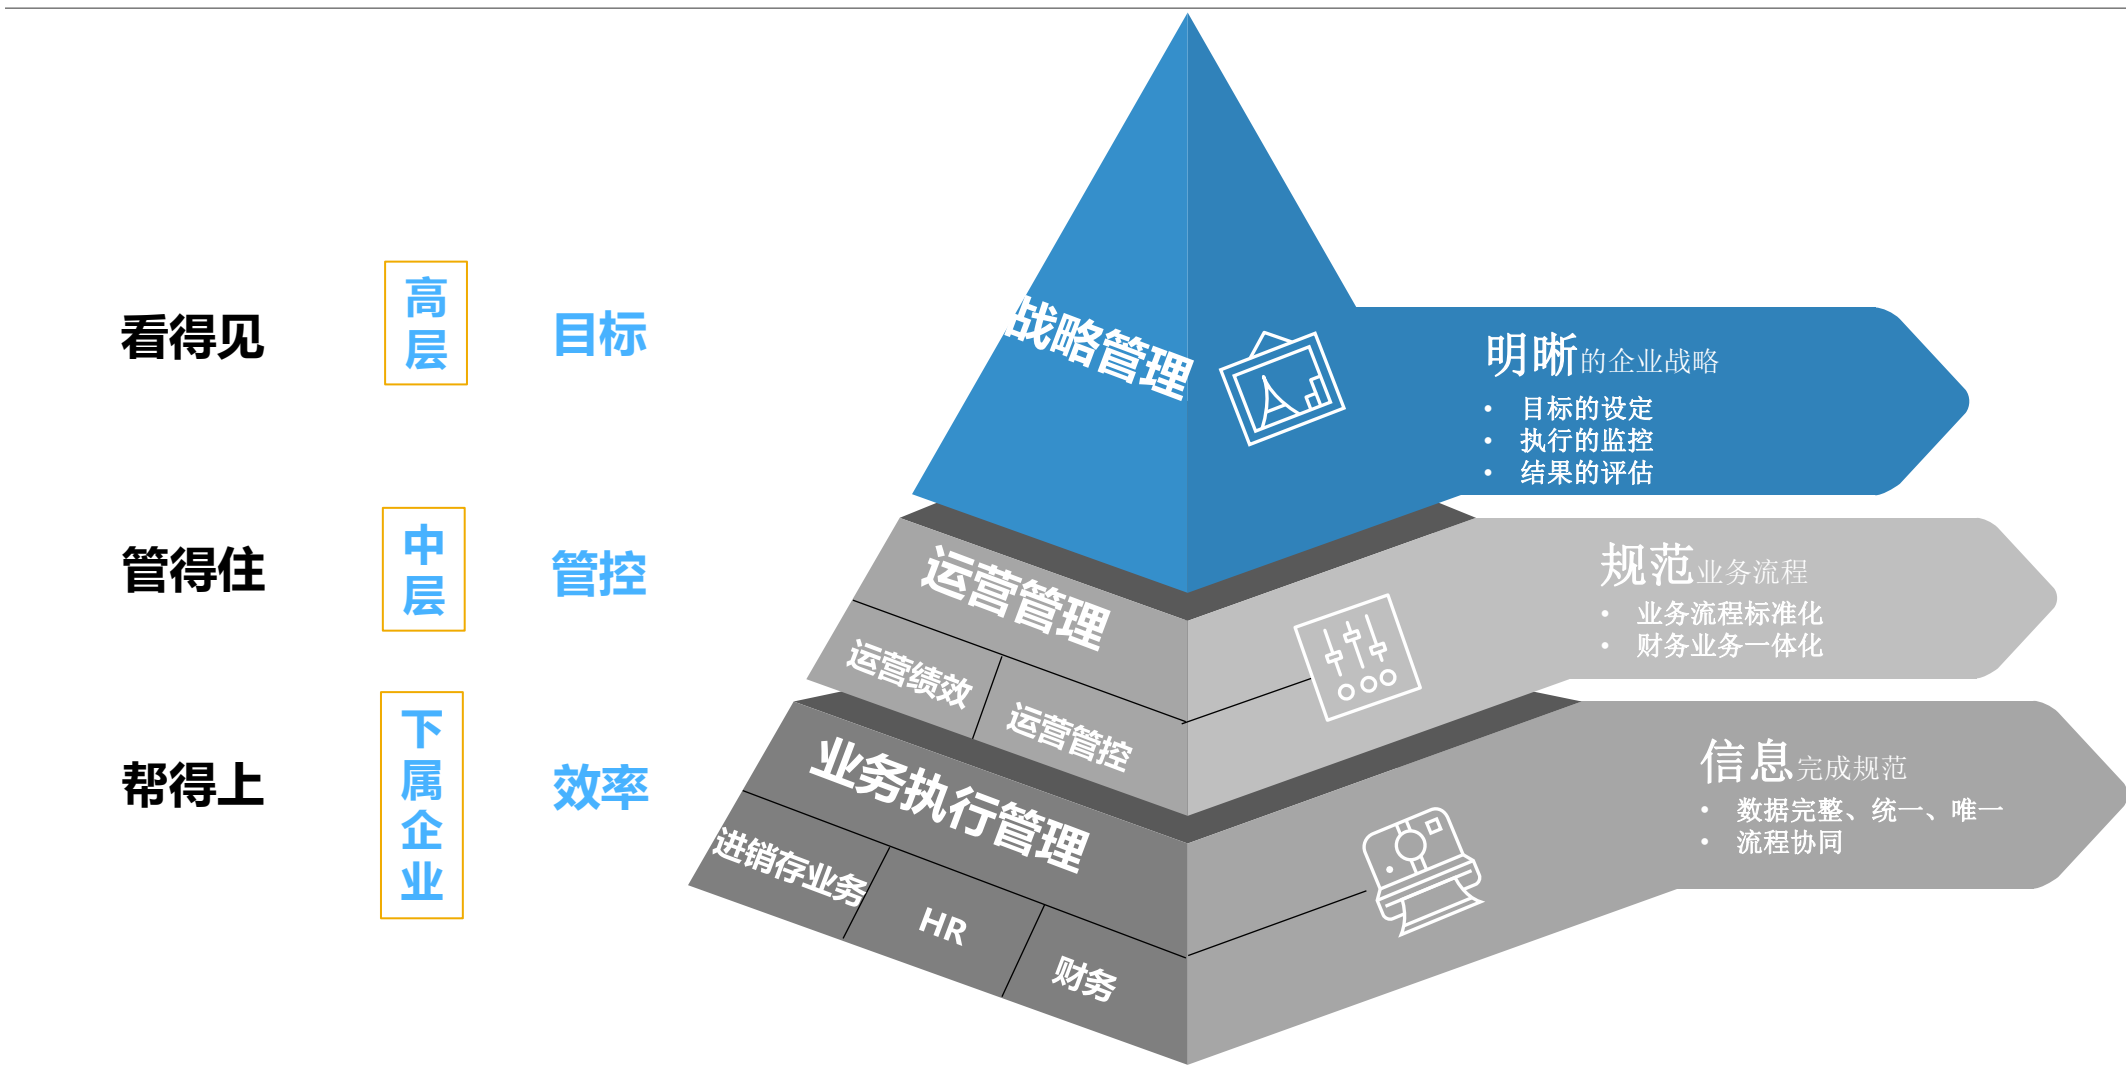 看得见
高层
目标
战略管理
明晰的企业战略
• 目标的设定
• 执行的监控
• 结果的评估
管得住
中层
管控
运营管理
运营绩效
运营管控
规范业务流程
• 业务流程标准化
• 财务业务一体化
帮得上
下属企业
效率
业务执行管理
进销存业务
HR
财务
信息完成规范
• 数据完整、统一、唯一
• 流程协同